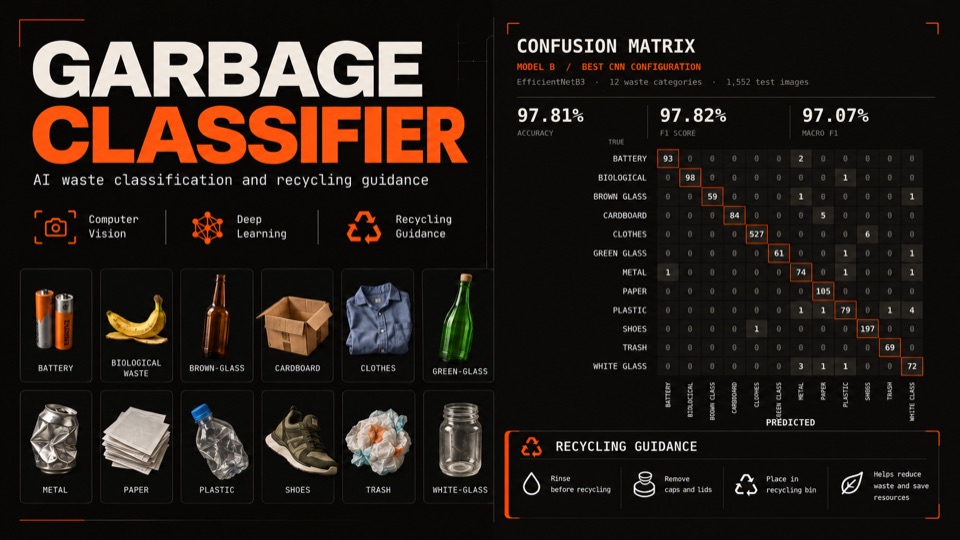 GARBAGE
CLASSIFIER
AI waste classification and recycling guidance
Computer
Vision
Deep
Learning
Recycling
Guidance
BATTERY
BIOLOGICAL
WASTE
BROWN-GLASS
CARDBOARD
CLOTHES
GREEN-GLASS
METAL
PAPER
PLASTIC
SHOES
TRASH
WHITE-GLASS
CONFUSION MATRIX
MODEL B / BEST CNN CONFIGURATION
EfficientNetB3 · 12 waste categories · 1,552 test images
97.81% 97.82% 97.07%
ACCURACY F1 SCORE MACRO F1
TRUE
BATTERY 93 0 0 0 0 0 2 0 0 0 0 0
BIOLOGICAL 0 98 0 0 0 0 0 0 1 0 0 0
BROWN GLASS 0 0 59 0 0 0 1 0 0 0 0 1
CARDBOARD 0 0 0 84 0 0 0 5 0 0 0 0
CLOTHES 0 0 0 0 527 0 0 0 0 6 0 0
GREEN GLASS 0 0 0 0 0 61 0 0 1 0 0 1
METAL 1 0 0 0 0 0 74 0 1 0 0 1
PAPER 0 0 0 0 0 0 0 105 0 0 0 0
PLASTIC 0 0 0 0 0 0 1 1 79 0 1 4
SHOES 0 0 0 0 1 0 0 0 0 197 0 0
TRASH 0 0 0 0 0 0 0 0 0 0 69 0
WHITE GLASS 0 0 0 0 0 0 3 1 1 0 0 72
BATTERY
CARDBOARD
METAL
PAPER
PLASTIC
TRASH
PREDICTED
RECYCLING GUIDANCE
Rinse
before recycling
Remove
caps and lids
Place in
recycling bin
Helps reduce
waste and save
resources